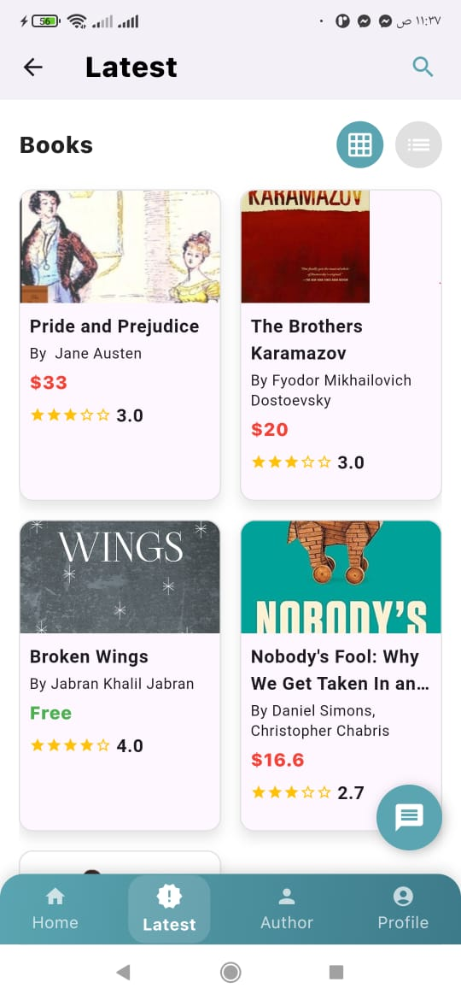 56
١١:٣٧ ص
Latest
Books
KARAMAZOV
Pride and Prejudice
By Jane Austen
$33
3.0
The Brothers
Karamazov
By Fyodor Mikhailovich
Dostoevsky
$20
3.0
WINGS
Broken Wings
By Jabran Khalil Jabran
Free
4.0
NOBODY'S
Nobody's Fool: Why
We Get Taken In an...
By Daniel Simons,
Christopher Chabris
$16.6
2.7
Home
Latest
Author
Profile